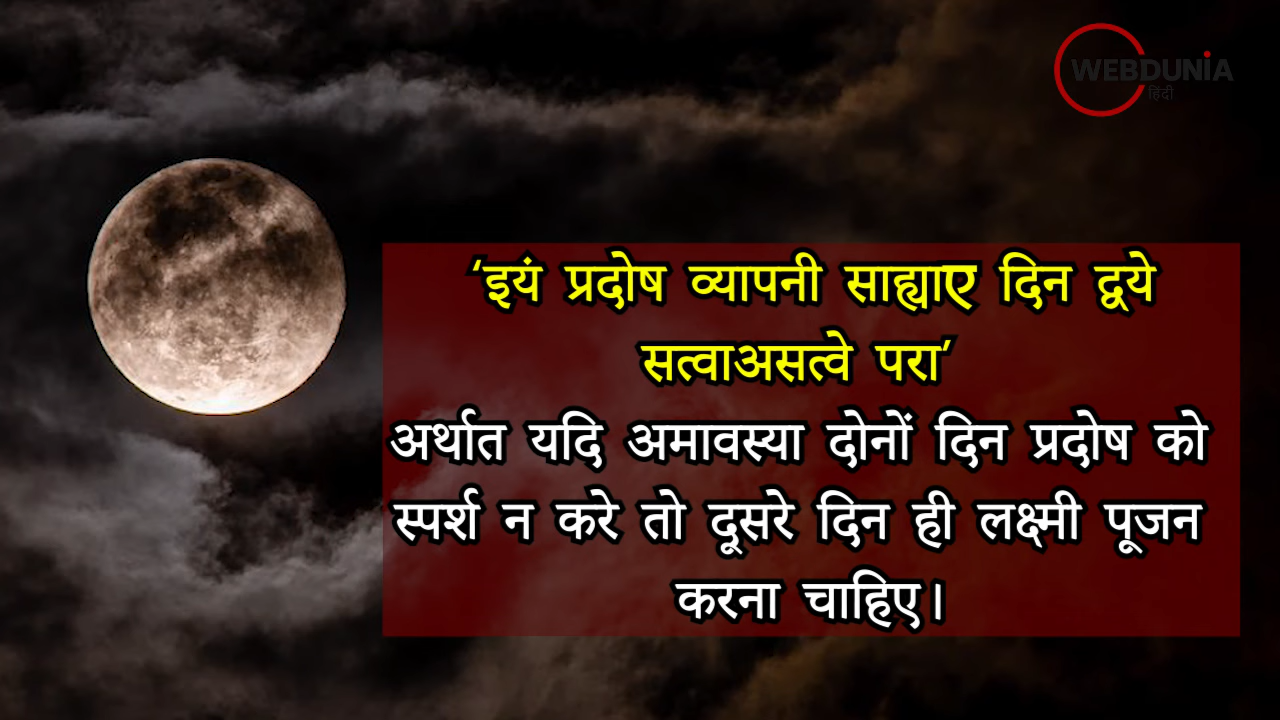 WEBDUNIA
हिंदी
‘इयं प्रदोष व्यापनी साह्याए दिन द्वये
सत्वाअसत्वे परा’
अर्थात यदि अमावस्या दोनों दिन प्रदोष को
स्पर्श न करे तो दूसरे दिन ही लक्ष्मी पूजन
करना चाहिए।